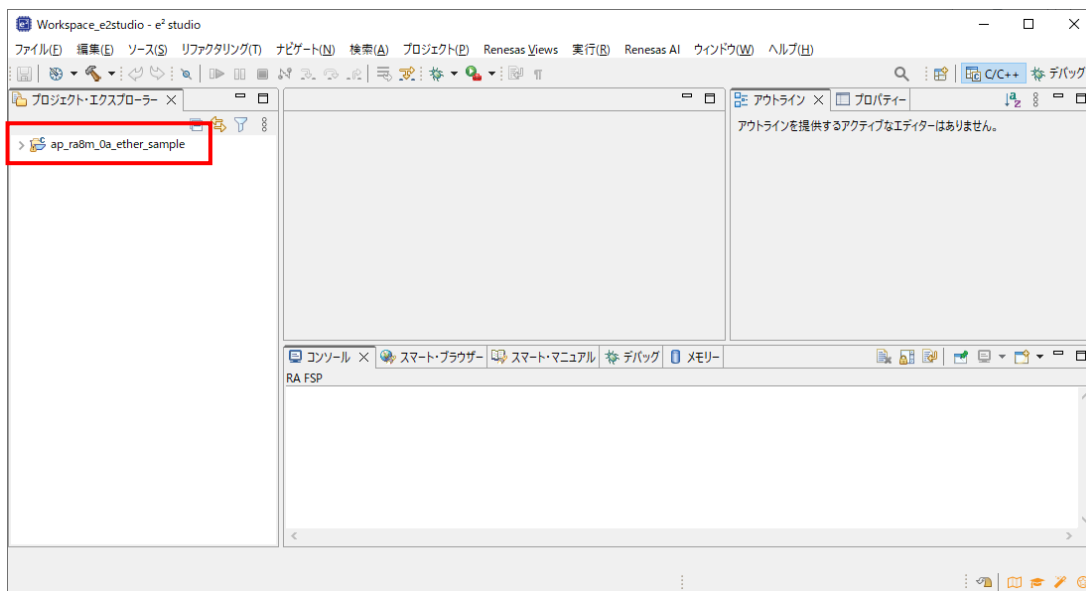 Workspace_e2studio - e² studio
ファイル(F) 編集(E) ソース(S) リファクタリング(T) ナビゲート(N) 検索(A) プロジェクト(P) Renesas Views 実行(R) Renesas AI ウィンドウ(W) ヘルプ(H)
C/C++ デバッグ
プロジェクト・エクスプローラー
アウトライン プロパティー
アウトラインを提供するアクティブなエディターはありません。
ap_ra8m_0a_ether_sample
コンソール スマート・ブラウザー スマート・マニュアル デバッグ メモリー
RA FSP